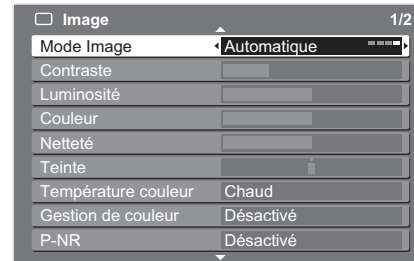 Image 1/2
Mode Image Automatique
Contraste
Luminosité
Couleur
Netteté
Teinte
Température couleur Chaud
Gestion de couleur Désactivé
P-NR Désactivé